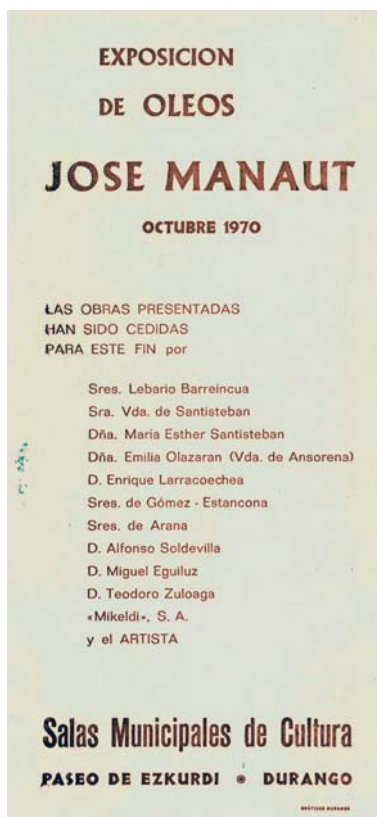 EXPOSICION
DE OLEOS
JOSE MANAUT
OCTUBRE 1970
LAS OBRAS PRESENTADAS
HAN SIDO CEDIDAS
PARA ESTE FIN por
Sres. Lebario Barreincua
Sra. Vda. de Santisteban
Dña. María Esther Santisteban
Dña. Emilia Olazaran (Vda. de Ansorena)
D. Enrique Larracoechea
Sres. de Gómez - Estancona
Sres. de Arana
D. Alfonso Soldevilla
D. Miguel Eguiluz
D. Teodoro Zuloaga
«Mikeldi», S. A.
y el ARTISTA
Salas Municipales de Cultura
PASEO DE EZKURDI • DURANGO